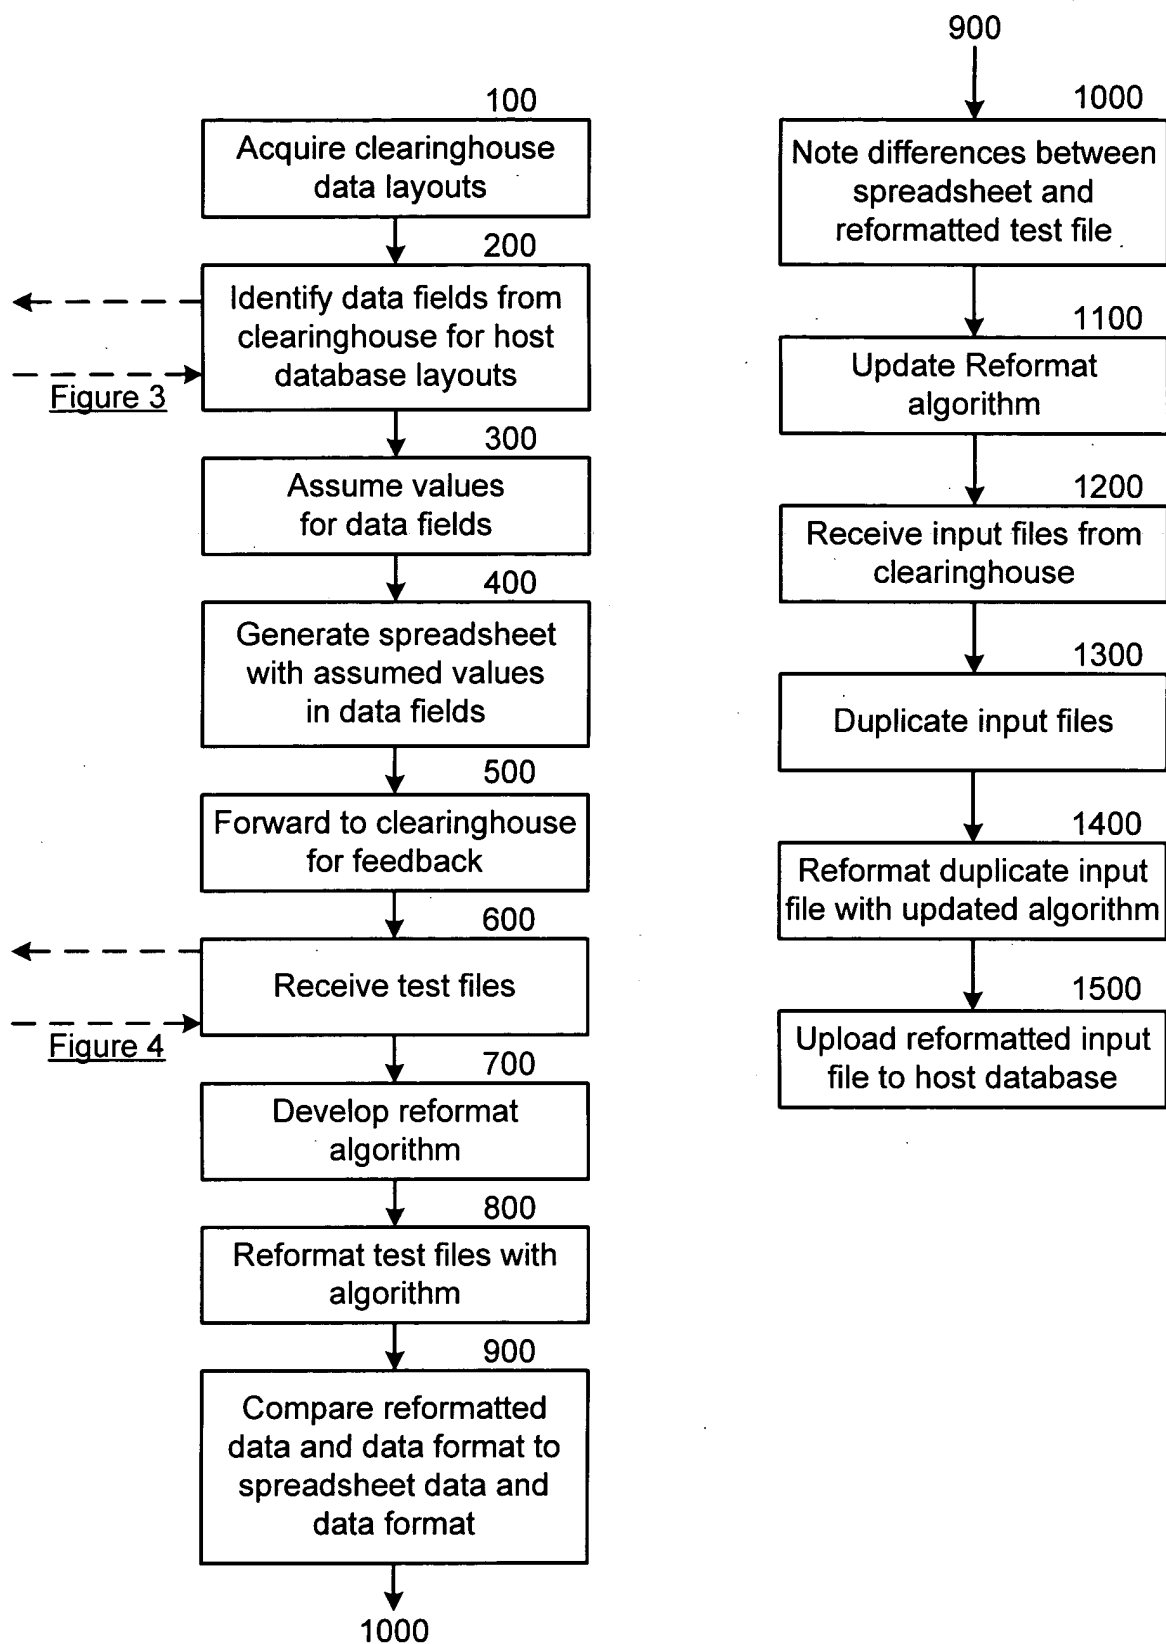 100
Acquire clearinghouse
data layouts
200
Identify data fields from
clearinghouse for host
database layouts
Figure 3
300
Assume values
for data fields
400
Generate spreadsheet
with assumed values
in data fields
500
Forward to clearinghouse
for feedback
600
Receive test files
Figure 4
700
Develop reformat
algorithm
800
Reformat test files with
algorithm
900
Compare reformatted
data and data format to
spreadsheet data and
data format
1000
900
1000
Note differences between
spreadsheet and
reformatted test file
1100
Update Reformat
algorithm
1200
Receive input files from
clearinghouse
1300
Duplicate input files
1400
Reformat duplicate input
file with updated algorithm
1500
Upload reformatted input
file to host database